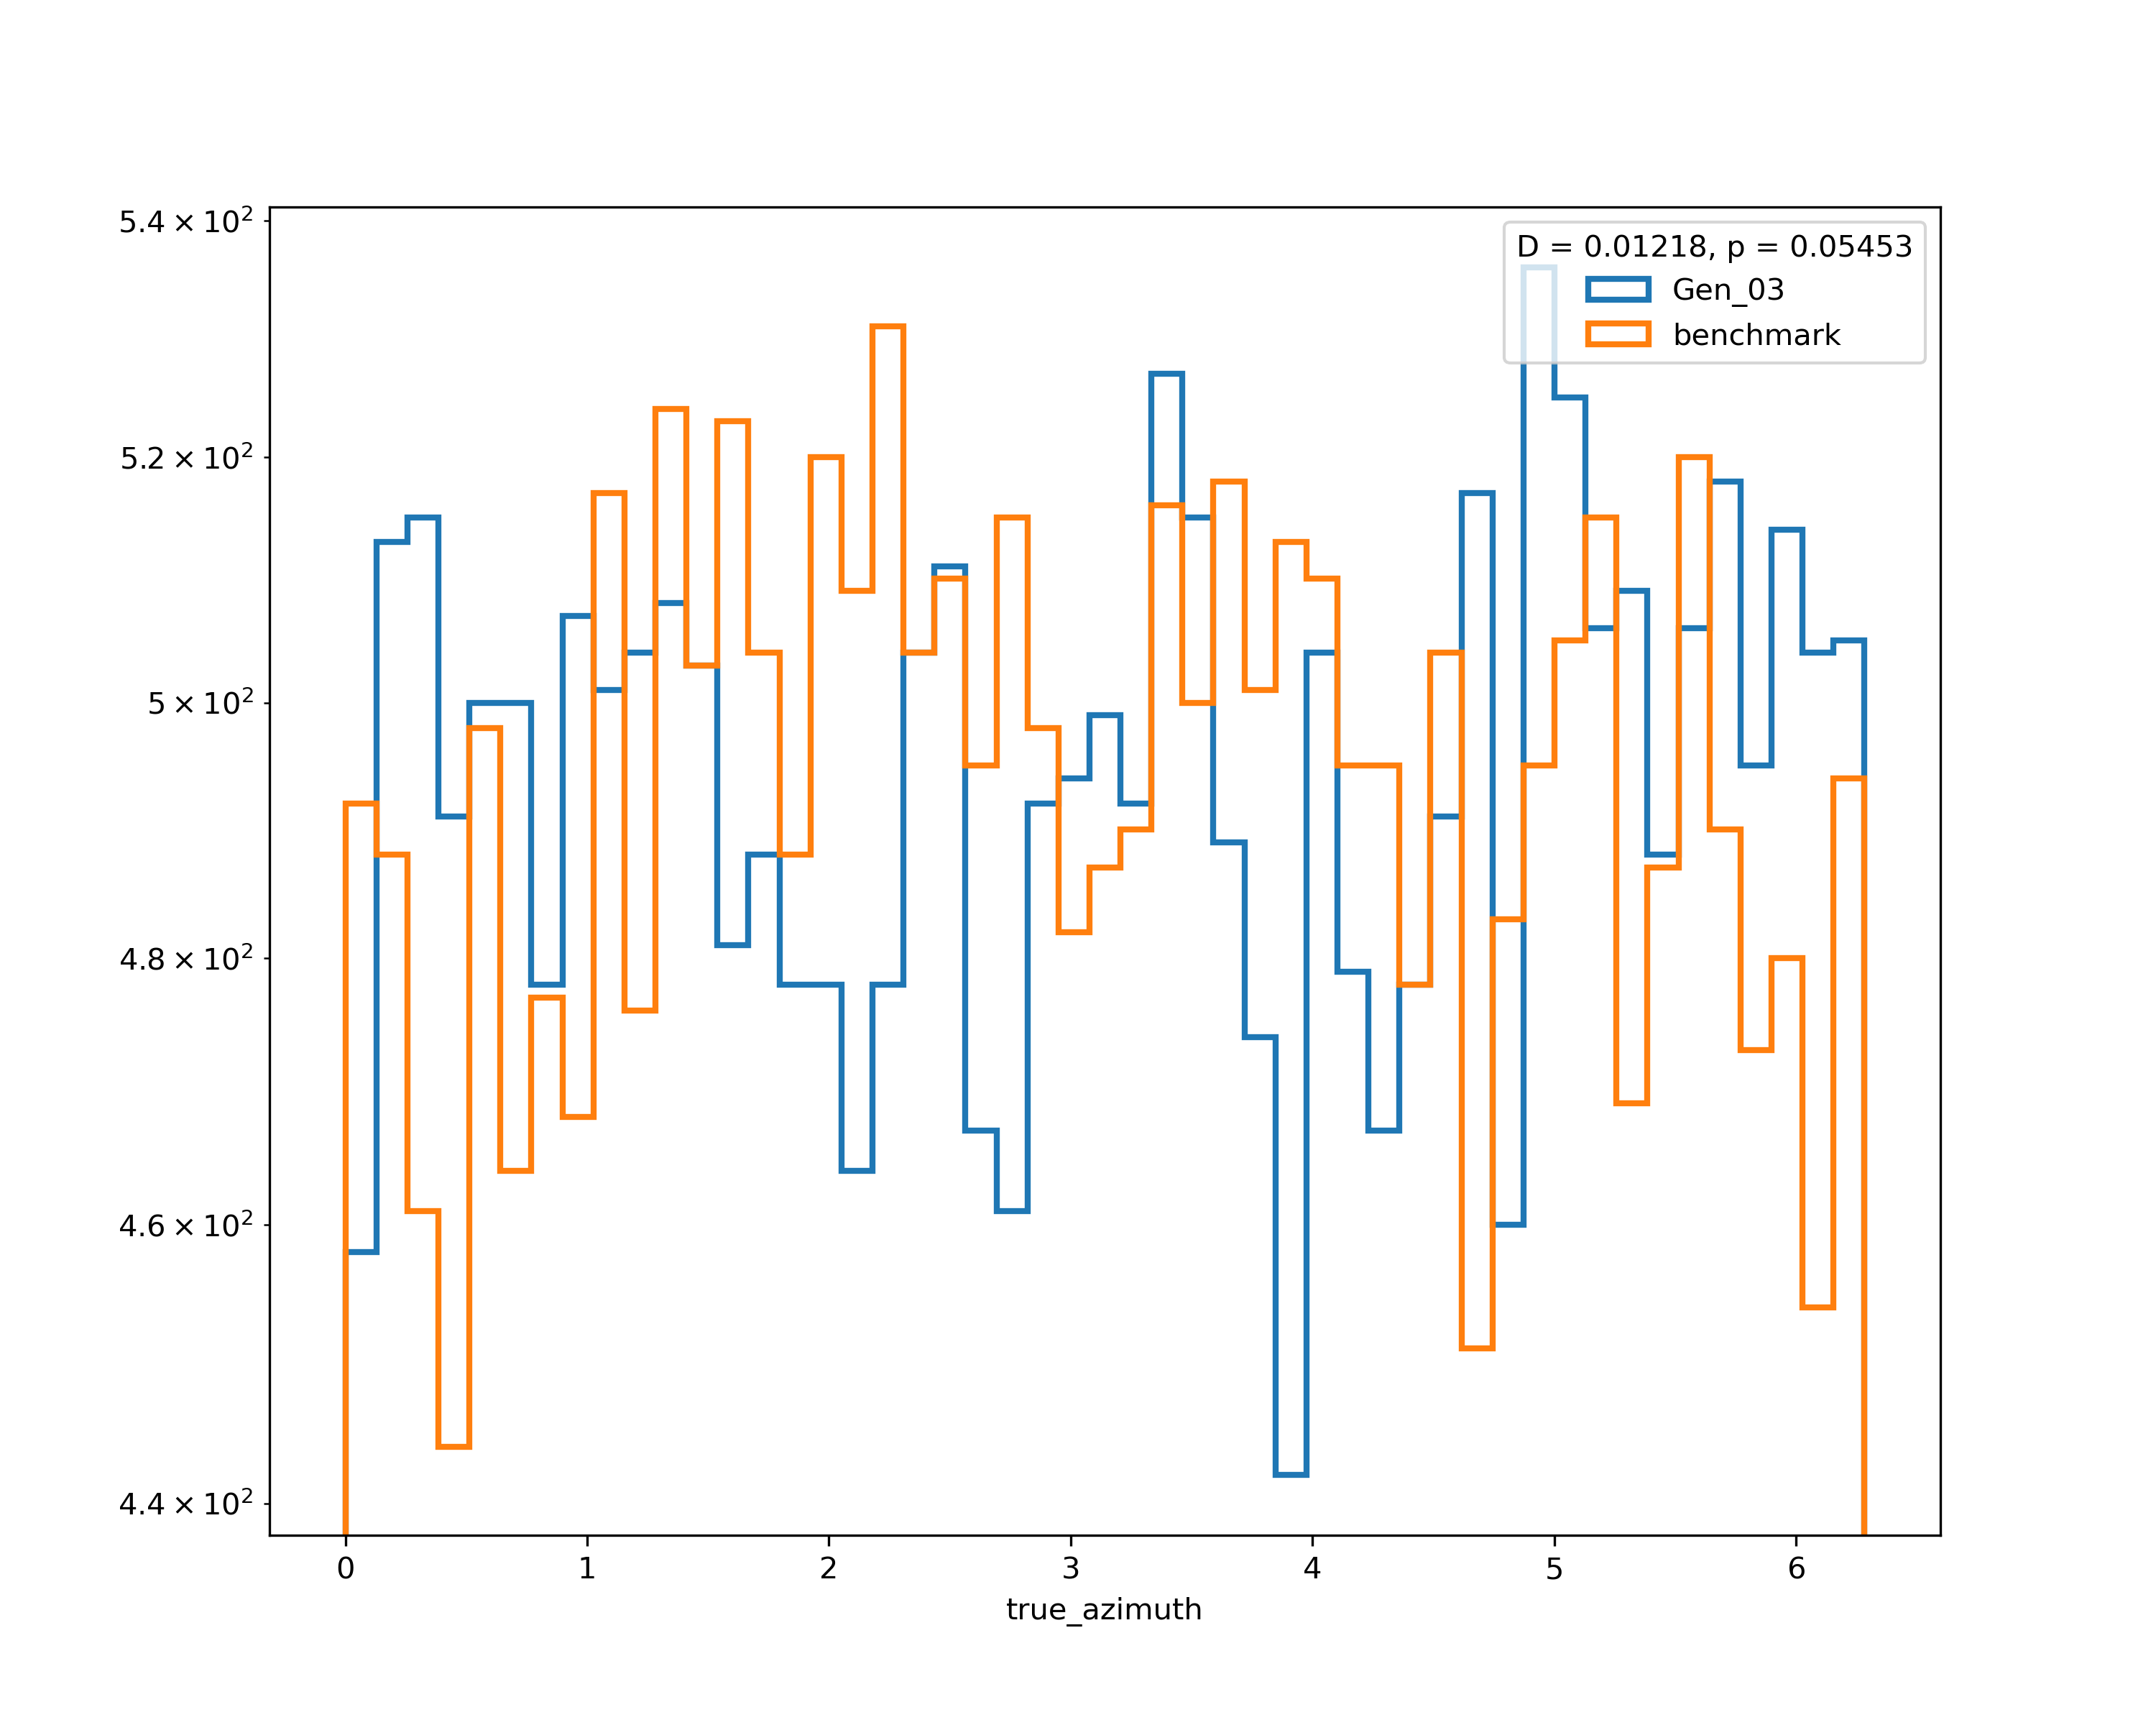 5.4 × 10²
5.2 × 10²
5 × 10²
4.8 × 10²
4.6 × 10²
4.4 × 10²
D = 0.01218, p = 0.05453
Gen_03
benchmark
0 1 2 3 4 5 6
true_azimuth